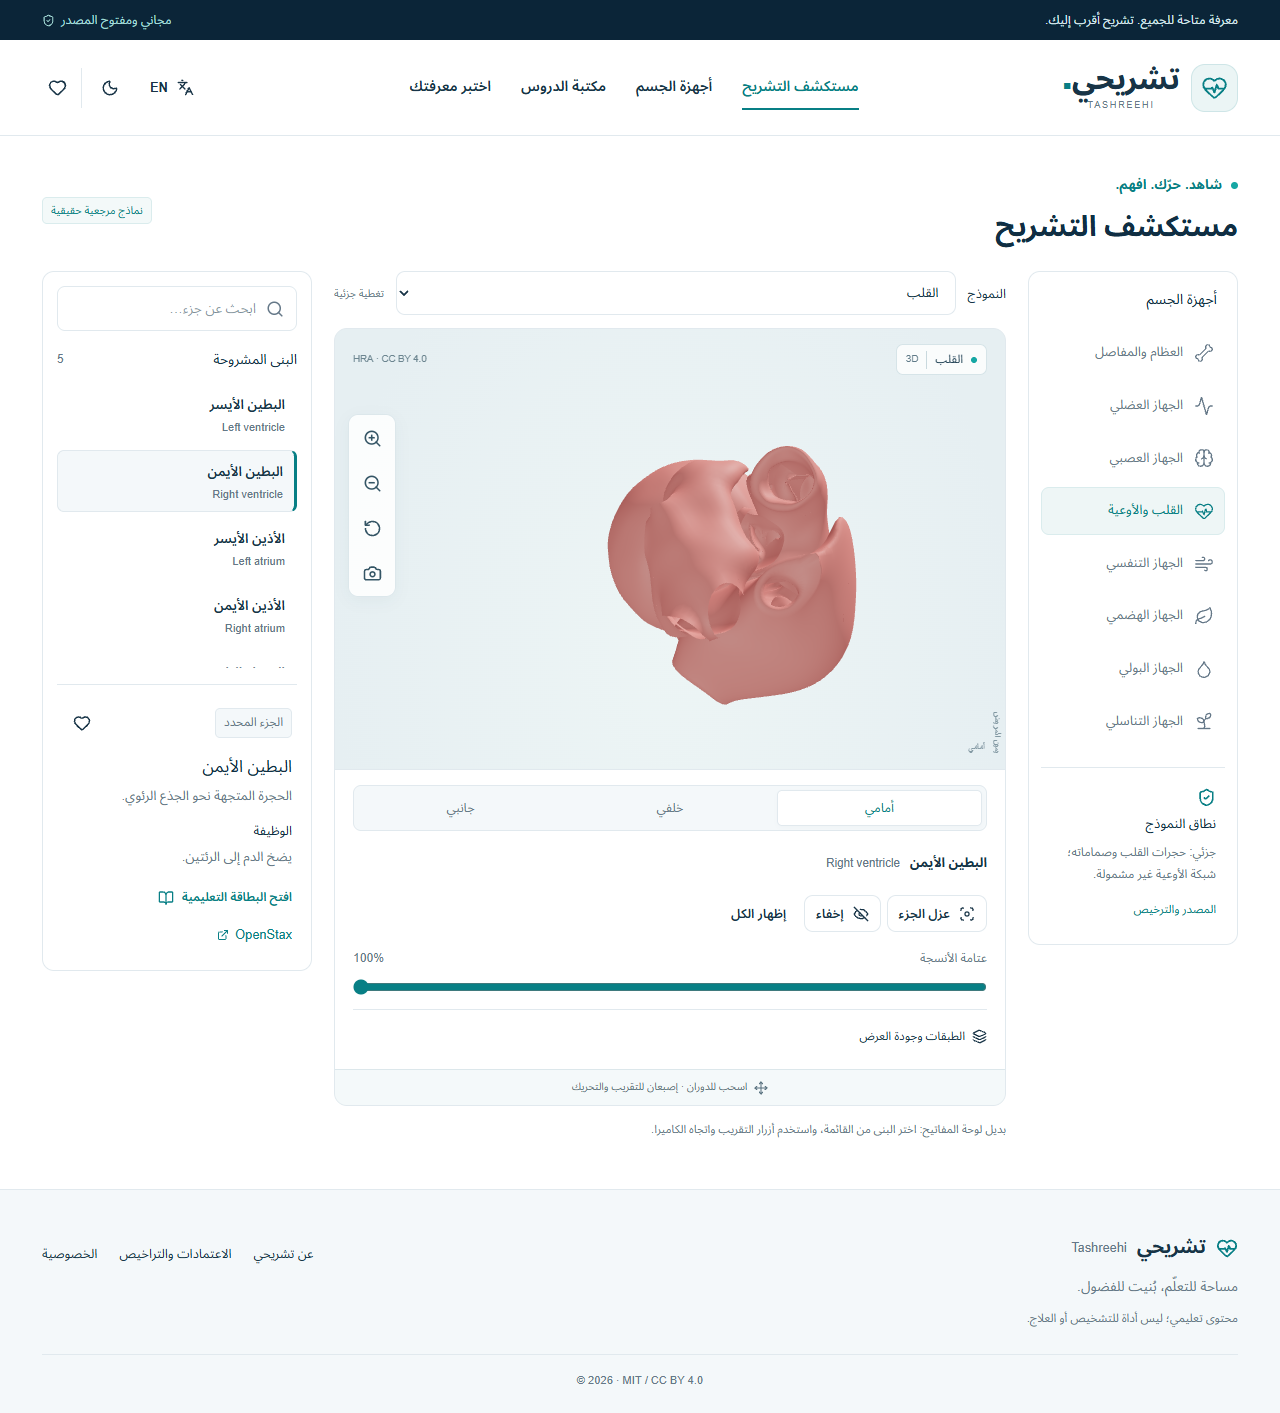 معرفة متاحة للجميع. تشريح أقرب إليك.
مجاني ومفتوح المصدر
تشريحي.
TASHREEHI
مستكشف التشريح
أجهزة الجسم
مكتبة الدروس
اختبر معرفتك
EN
شاهد. حرّك. افهم.
مستكشف التشريح
نماذج مرجعية حقيقية
أجهزة الجسم
العظام والمفاصل
الجهاز العضلي
الجهاز العصبي
القلب والأوعية
الجهاز التنفسي
الجهاز الهضمي
الجهاز البولي
الجهاز التناسلي
نطاق النموذج
جزئي: حجرات القلب وصماماته؛
شبكة الأوعية غير مشمولة.
المصدر والترخيص
النموذج
القلب
تغطية جزئية
القلب
3D
HRA · CC BY 4.0
أمامي
أمامي
خلفي
جانبي
البطين الأيمن Right ventricle
عزل الجزء
إخفاء
إظهار الكل
عتامة الأنسجة
100%
الطبقات وجودة العرض
اسحب للدوران · إصبعان للتقريب والتحريك
بديل لوحة المفاتيح: اختر البنى من القائمة، واستخدم أزرار التقريب واتجاه الكاميرا.
ابحث عن جزء…
البنى المشروحة
5
البطين الأيسر
Left ventricle
البطين الأيمن
Right ventricle
الأذين الأيسر
Left atrium
الأذين الأيمن
Right atrium
الجزء المحدد
البطين الأيمن
الحجرة المتجهة نحو الجذع الرئوي.
الوظيفة
يضخ الدم إلى الرئتين.
افتح البطاقة التعليمية
OpenStax
تشريحي Tashreehi
مساحة للتعلّم، بُنيت للفضول.
محتوى تعليمي؛ ليس أداة للتشخيص أو العلاج.
عن تشريحي
الاعتمادات والتراخيص
الخصوصية
© 2026 · MIT / CC BY 4.0